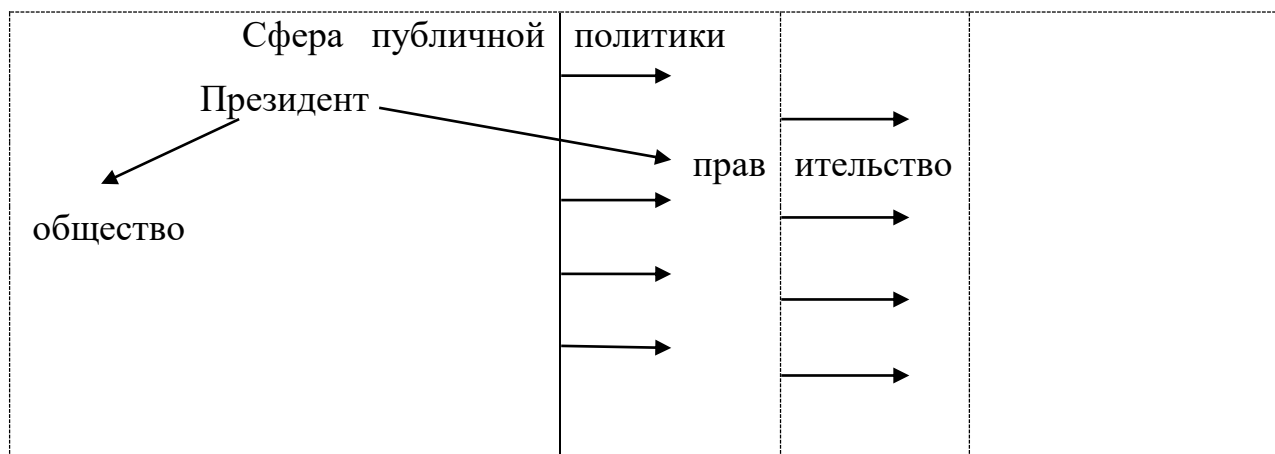 Сфера публичной политики
Президент
прав ительство
общество